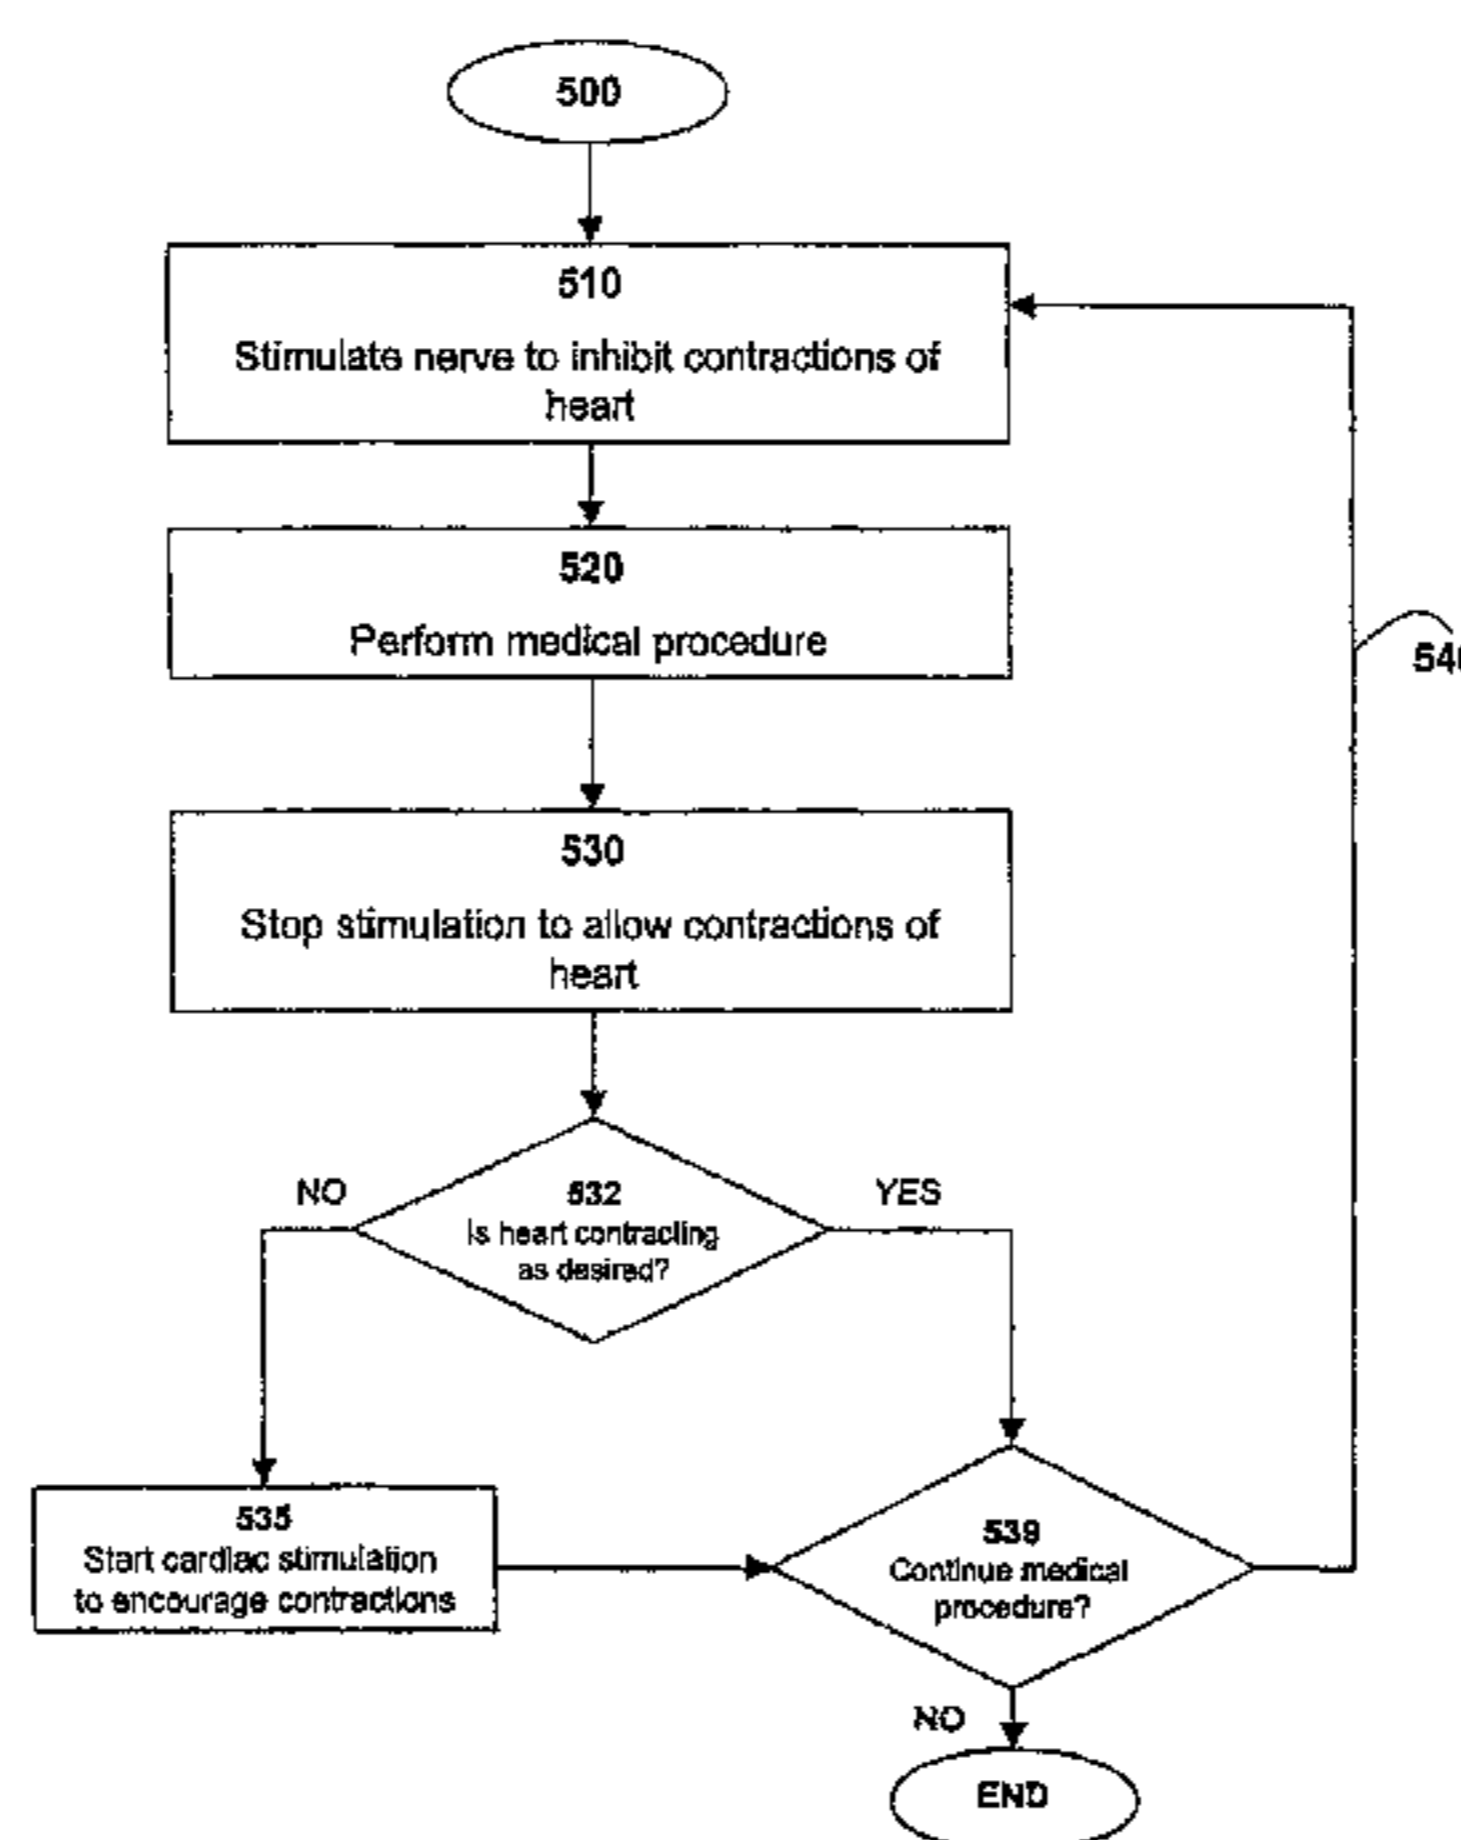 500
510
Stimulate nerve to inhibit contractions of
heart
520
Perform medical procedure
530
Stop stimulation to allow contractions of
heart
NO
532
YES
Is heart contracting
as desired?
535
Start cardiac stimulation
to encourage contractions
539
Continue medical
procedure?
NO
END